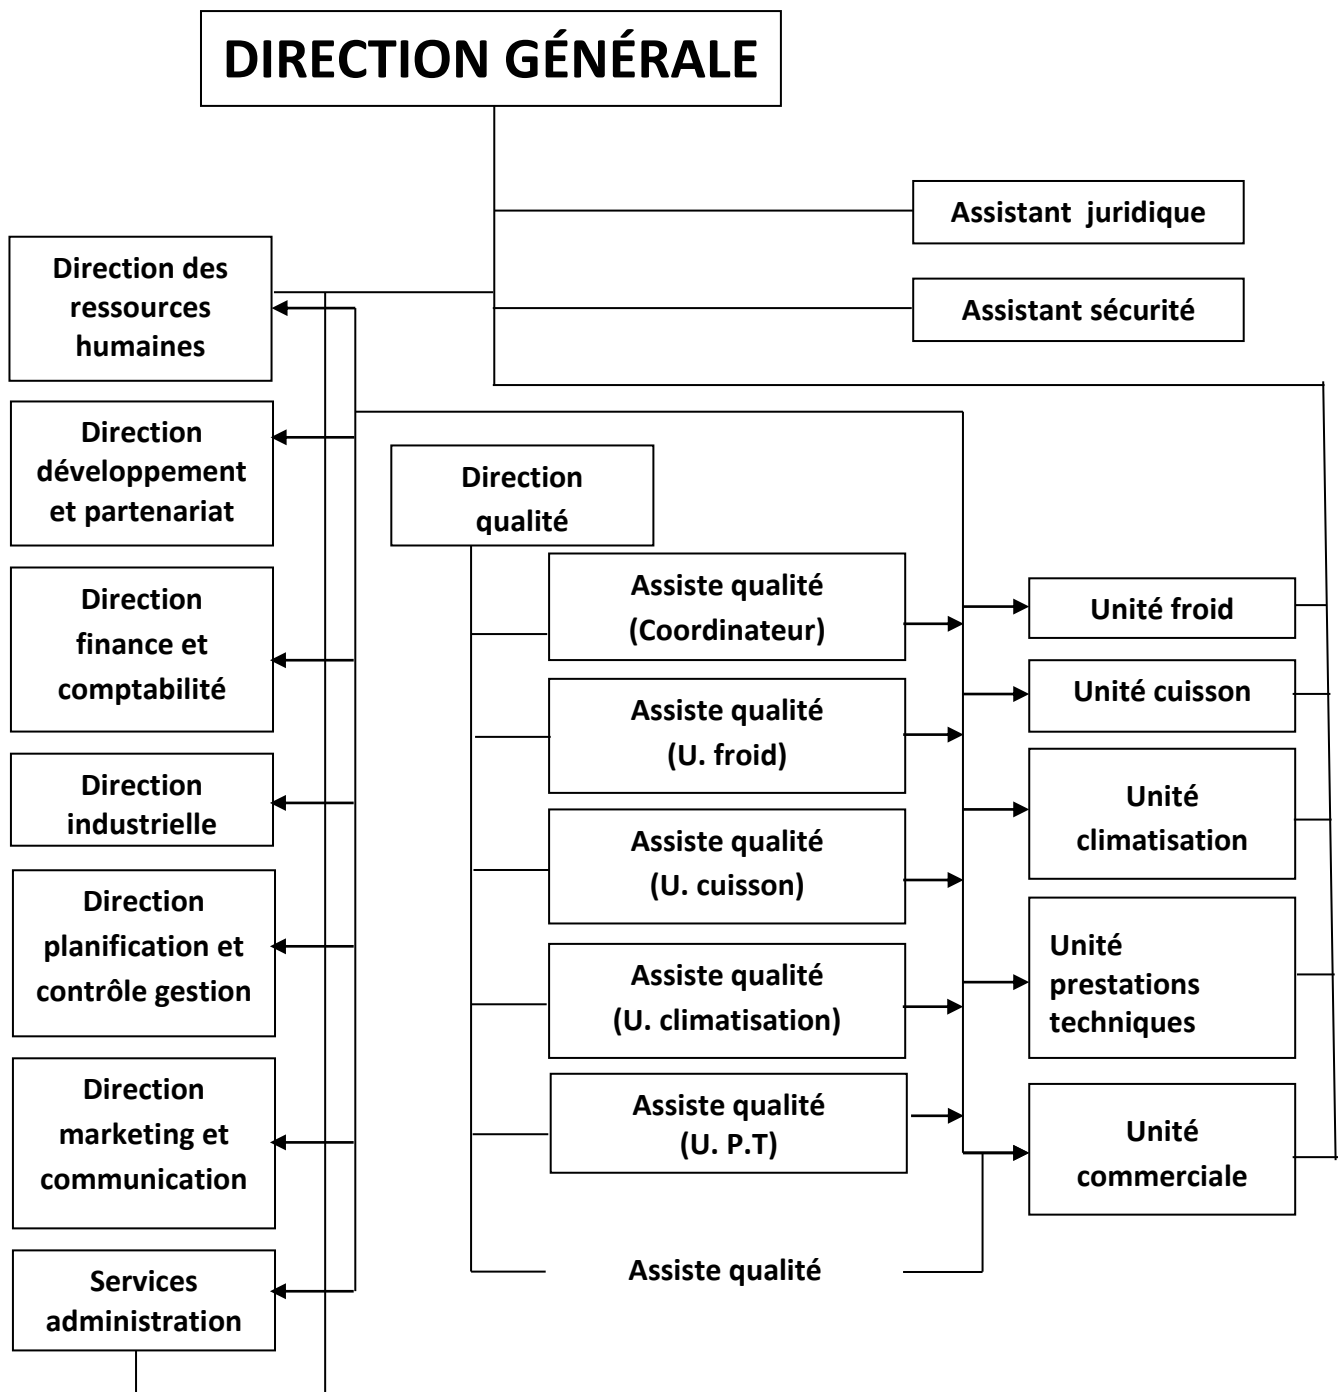 DIRECTION GÉNÉRALE
Assistant juridique
Assistant sécurité
Direction des
ressources
humaines
Direction
développement
et partenariat
Direction
finance et
comptabilité
Direction
industrielle
Direction
planification et
contrôle gestion
Direction
marketing et
communication
Services
administration
Direction
qualité
Assiste qualité
(Coordinateur)
Assiste qualité
(U. froid)
Assiste qualité
(U. cuisson)
Assiste qualité
(U. climatisation)
Assiste qualité
(U. P.T)
Assiste qualité
Unité froid
Unité cuisson
Unité
climatisation
Unité
prestations
techniques
Unité
commerciale